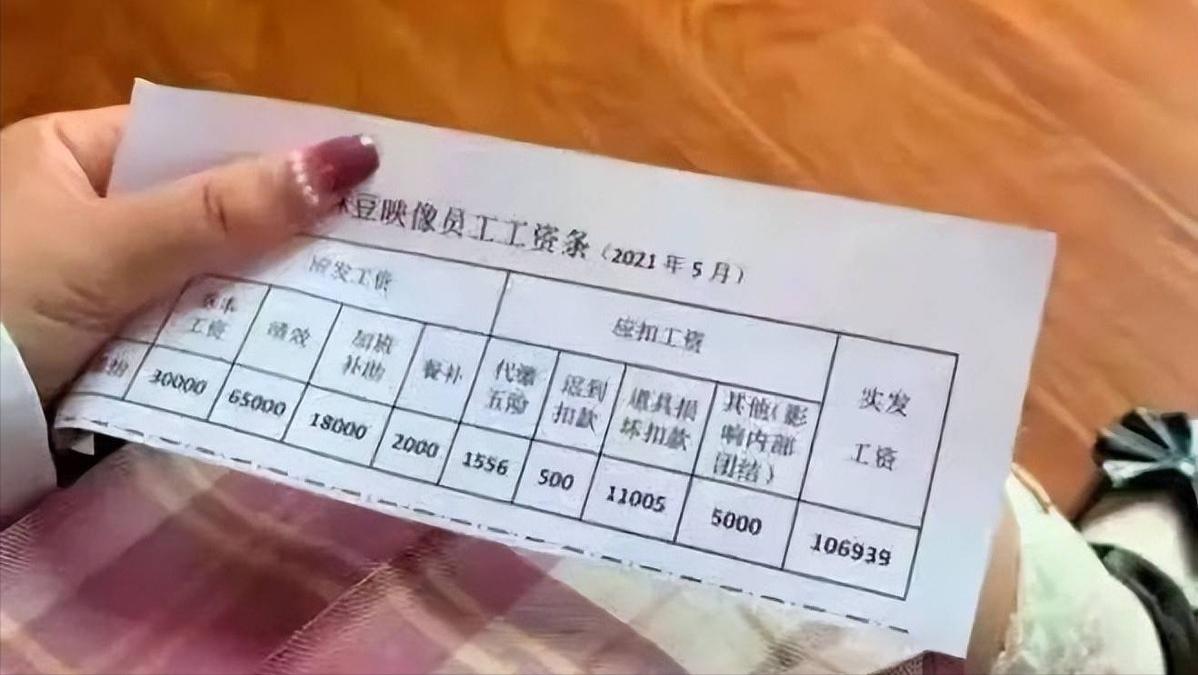 豆映像员工工资条（2021年5月）
应发工资 应扣工资 实发工资
基本工资 绩效 加班补助 餐补 代缴五险 迟到扣款 道具损坏扣款 其他（影响内部团结）
30000 65000 18000 2000 1556 500 11005 5000 106939